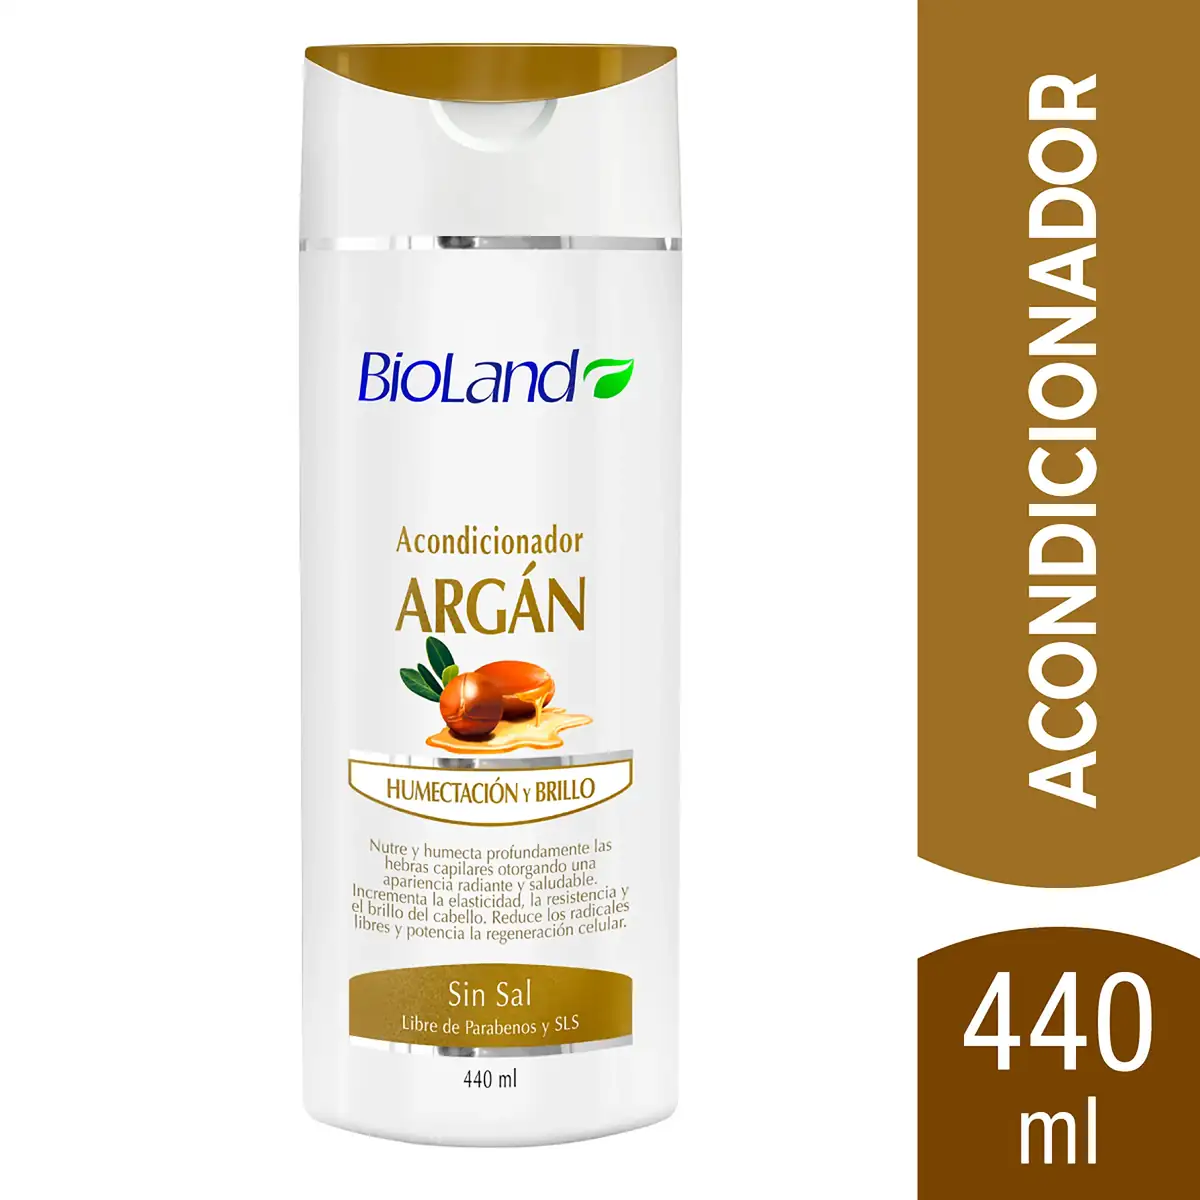 BioLand
Acondicionador
ARGÁN
HUMECTACIÓN Y BRILLO
Nutre y humecta profundamente las
hebras capilares otorgando una
apariencia radiante y saludable.
Incrementa la elasticidad, la resistencia y
el brillo del cabello. Reduce los radicales
libres y potencia la regeneración celular.
Sin Sal
Libre de Parabenos y SLS
440 ml
ACONDICIONADOR
440
ml